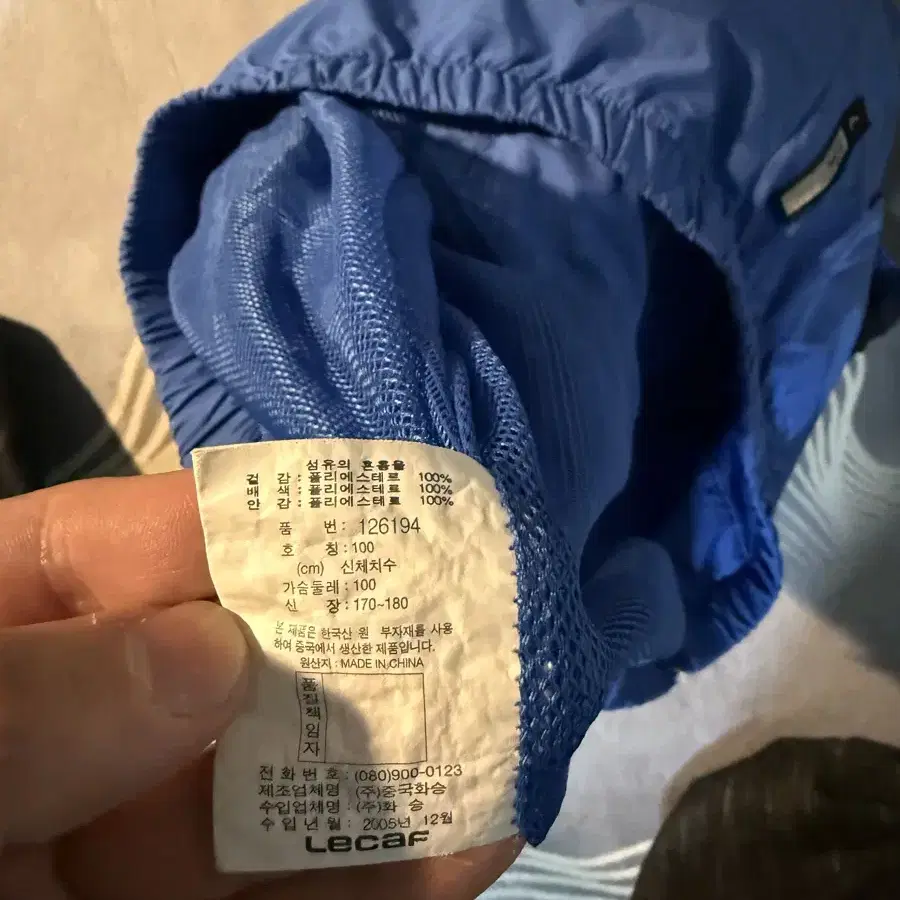 섬유의 혼용율
겉 감 : 폴리에스테르 100%
배 색 : 폴리에스테르 100%
안 감 : 폴리에스테르 100%
품 번 : 126194
호 칭 : 100
(cm) 신체치수
가슴둘레 : 100
신 장 : 170~180
본 제품은 한국산 원 부자재를 사용
하여 중국에서 생산한 제품입니다.
원산지 : MADE IN CHINA
품질책임자
전 화 번 호 : (080)900-0123
제조업체명 : (주)중국화승
수입업체명 : (주)화 승
수 입 년 월 : 2005년 12월
LECAF